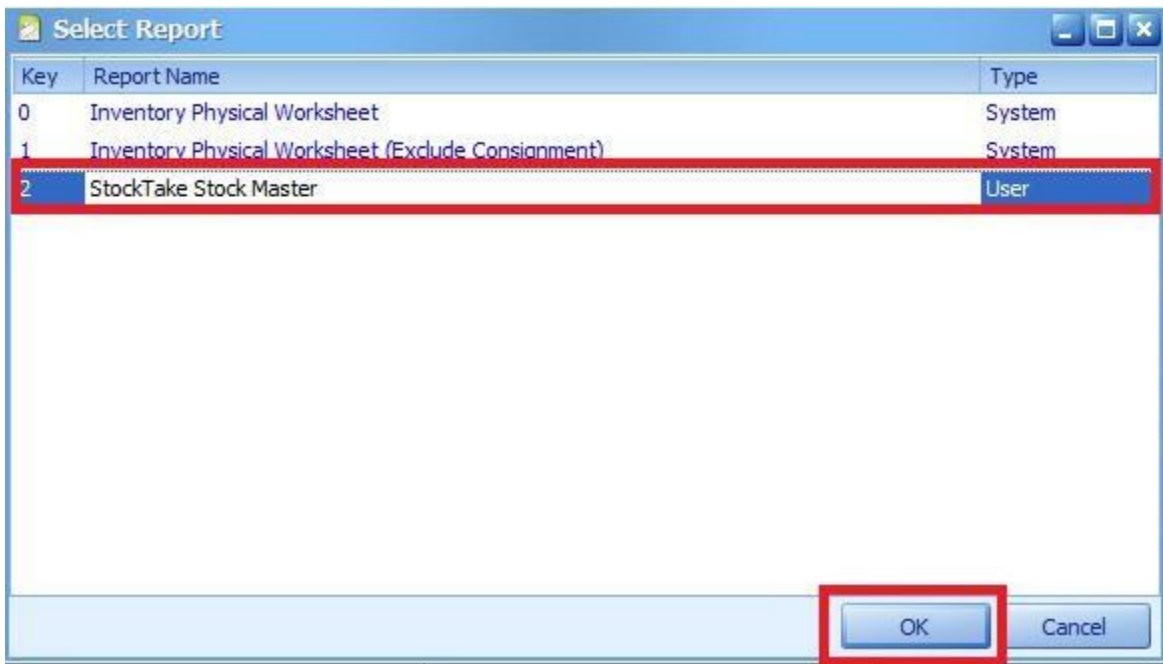 Select Report
Key Report Name Type
0 Inventory Physical Worksheet System
1 Inventory Physical Worksheet (Exclude Consignment) System
2 StockTake Stock Master User
OK Cancel